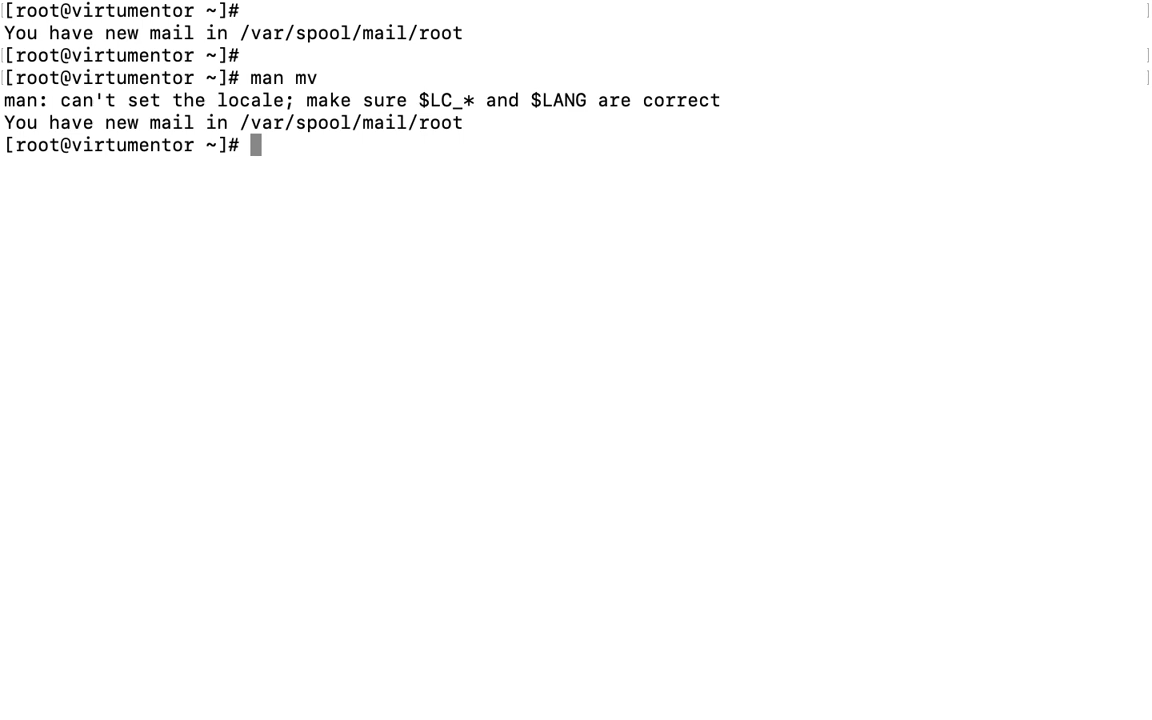 [root@virtumentor ~]#
You have new mail in /var/spool/mail/root
[root@virtumentor ~]#
[root@virtumentor ~]# man mv
man: can't set the locale; make sure $LC_* and $LANG are correct
You have new mail in /var/spool/mail/root
[root@virtumentor ~]#